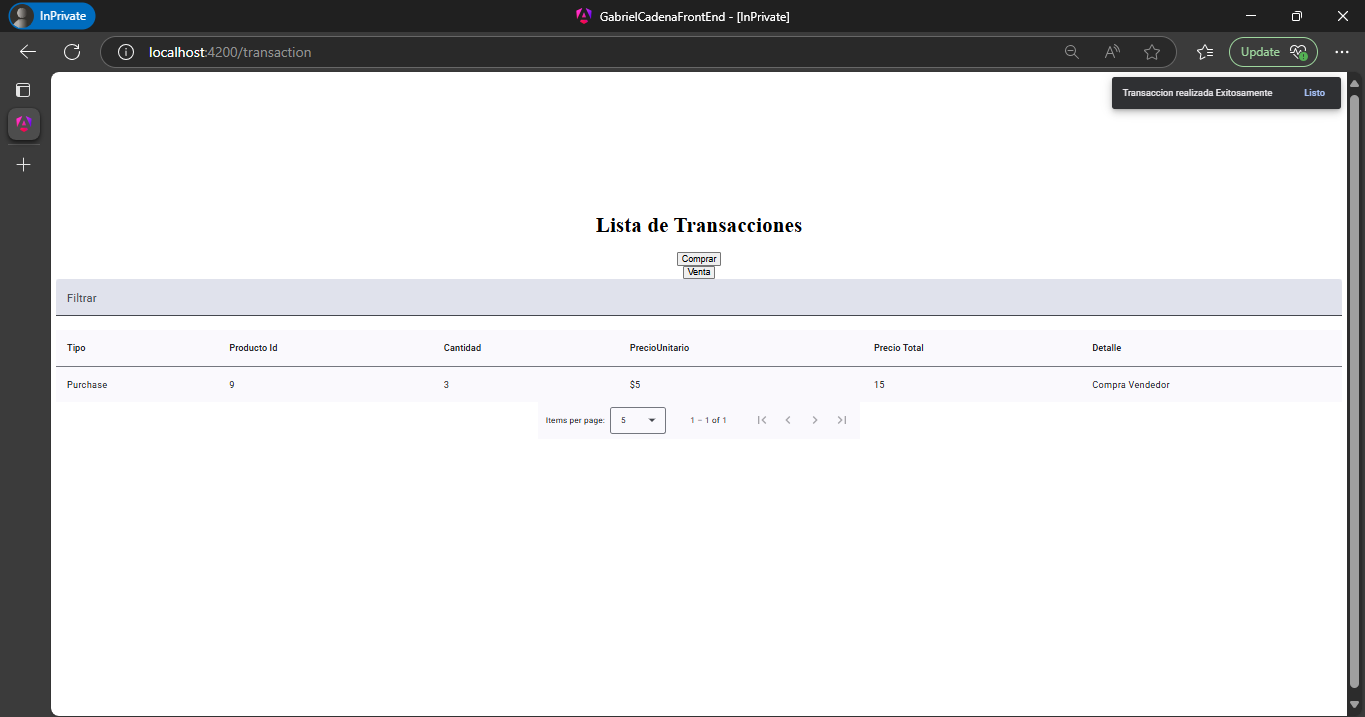 InPrivate
GabrielCadenaFrontEnd - [InPrivate]
localhost:4200/transaction
Update
Transaccion realizada Exitosamente Listo
Lista de Transacciones
Comprar
Venta
Filtrar
Tipo Producto Id Cantidad PrecioUnitario Precio Total Detalle
Purchase 9 3 $5 15 Compra Vendedor
Items per page: 5 1 – 1 of 1